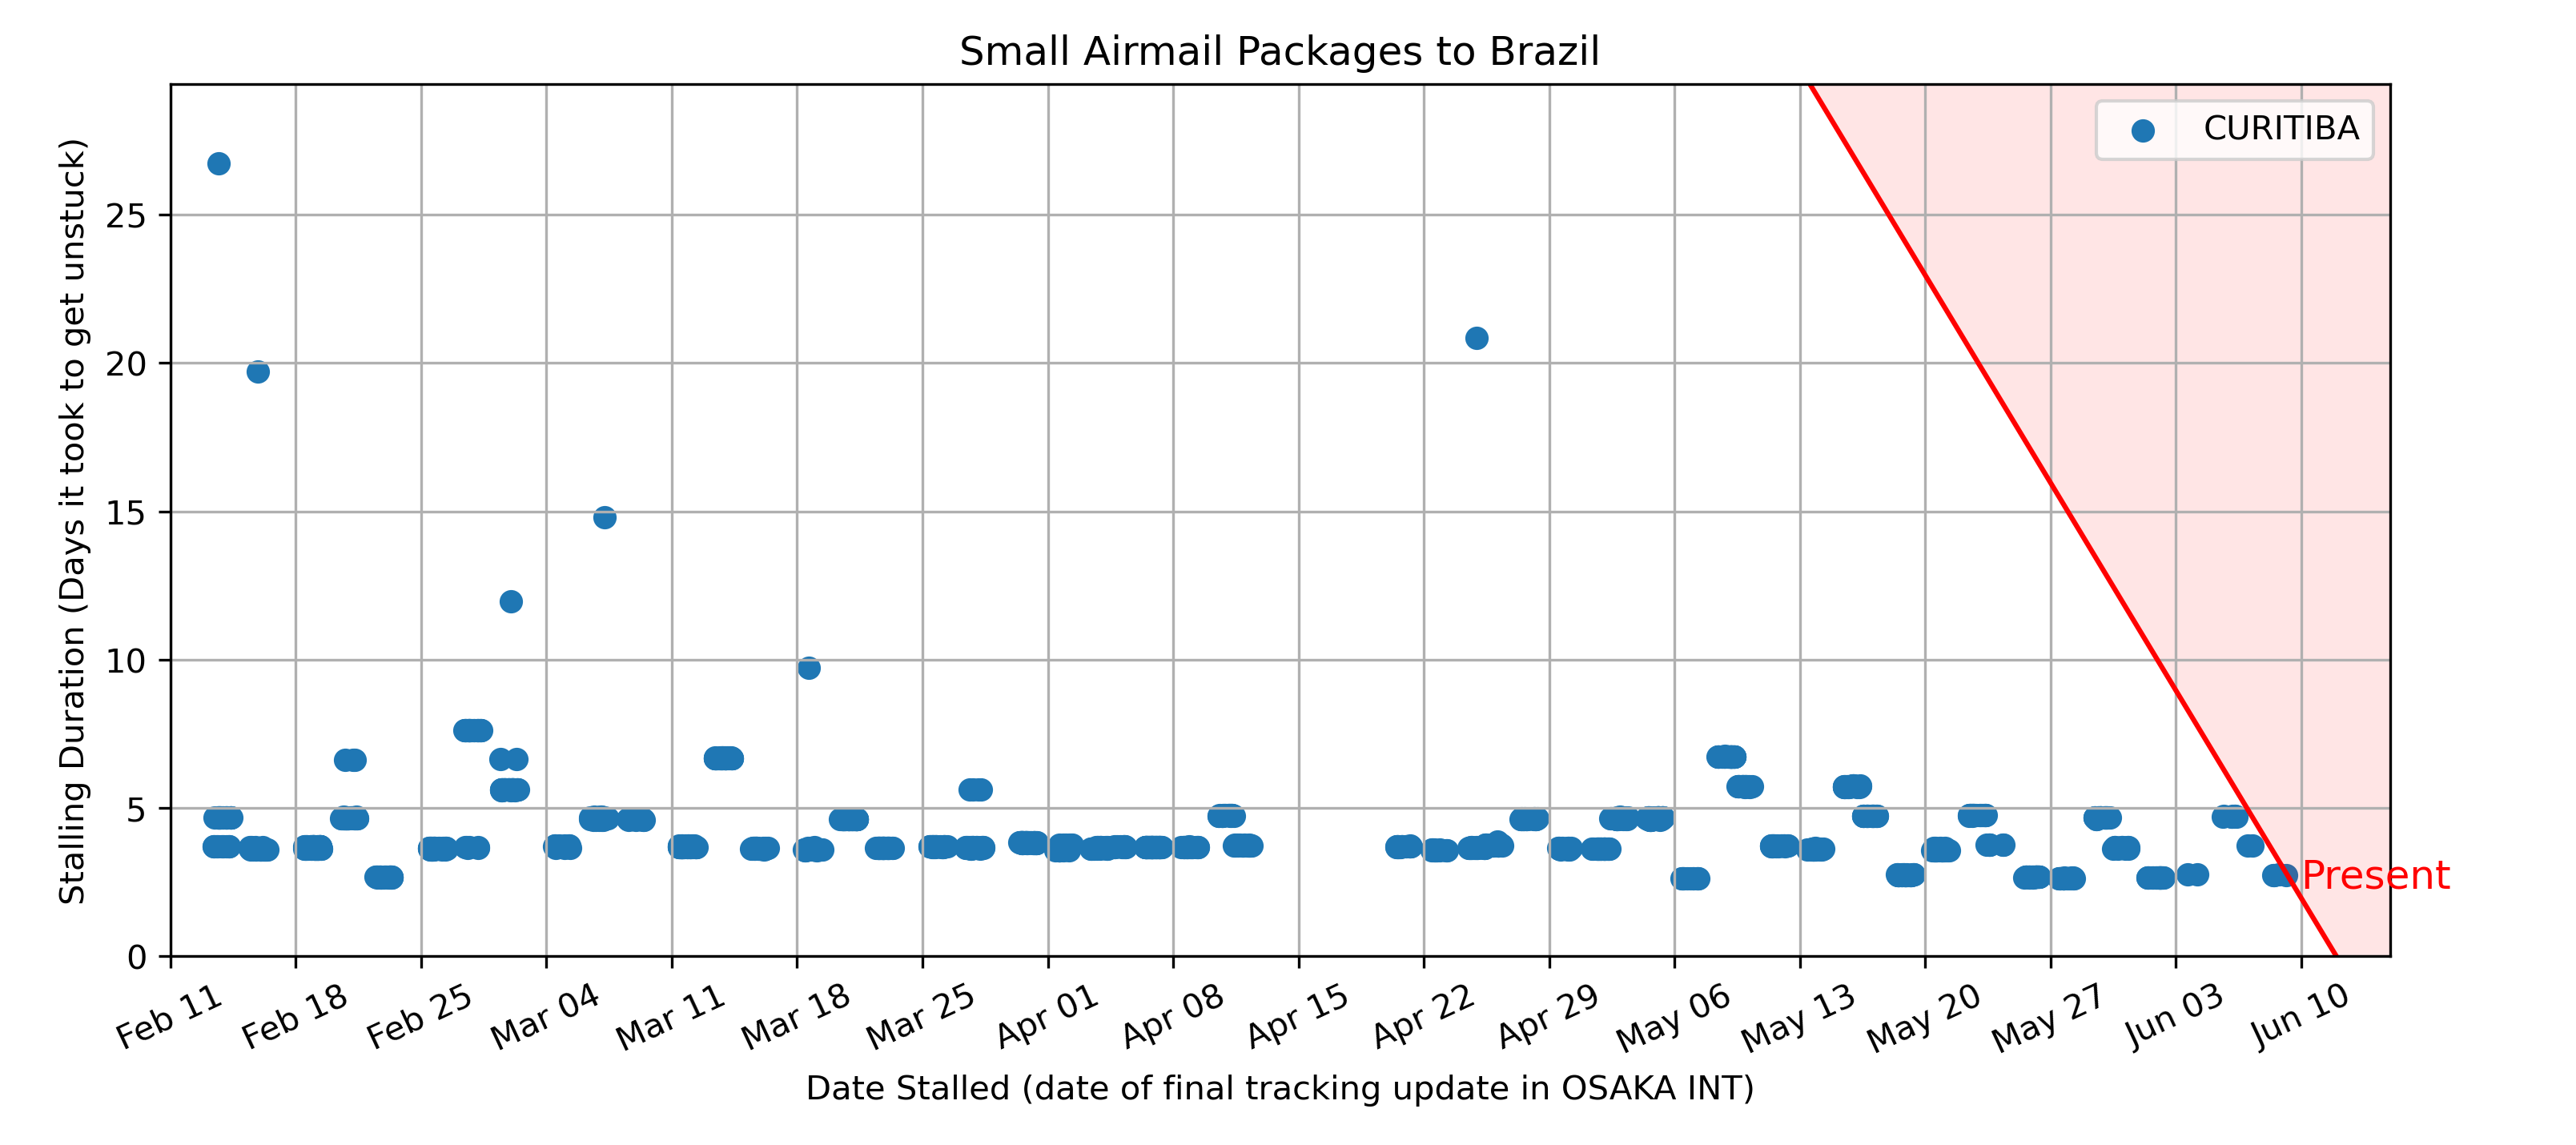 Small Airmail Packages to Brazil
CURITIBA
Stalling Duration (Days it took to get unstuck)
25
20
15
10
5
0
Present
Feb 11
Feb 18
Feb 25
Mar 04
Mar 11
Mar 18
Mar 25
Apr 01
Apr 08
Apr 15
Apr 22
Apr 29
May 06
May 13
May 20
May 27
Jun 03
Jun 10
Date Stalled (date of final tracking update in OSAKA INT)